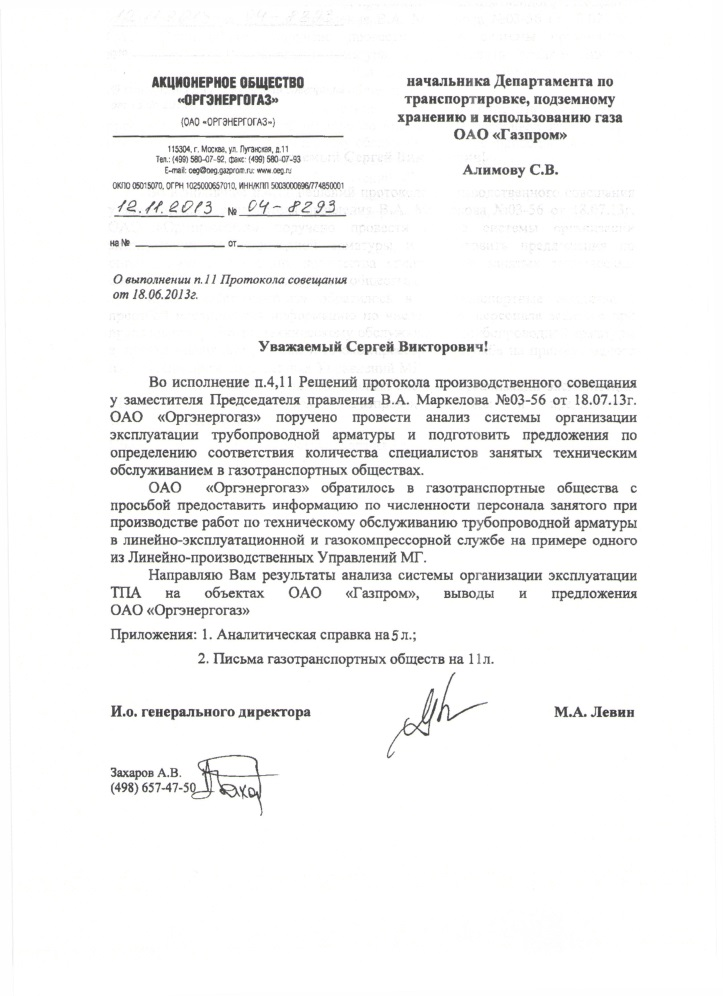 АКЦИОНЕРНОЕ ОБЩЕСТВО
«ОРГЭНЕРГОГАЗ»
(ОАО «ОРГЭНЕРГОГАЗ»)
115304, г. Москва, ул. Луганская, д.11
Тел.: (499) 580-07-92, факс: (499) 580-07-93
E-mail: oeg@oeg.gazprom.ru; www.oeg.ru
ОКПО 05015070, ОГРН 1025000657010, ИНН/КПП 5003000696/774850001
12.11.2013 № 04-8293
на № от
начальника Департамента по
транспортировке, подземному
хранению и использованию газа
ОАО «Газпром»
Алимову С.В.
О выполнении п.11 Протокола совещания
от 18.06.2013г.
Уважаемый Сергей Викторович!
Во исполнение п.4,11 Решений протокола производственного совещания
у заместителя Председателя правления В.А. Маркелова №03-56 от 18.07.13г.
ОАО «Оргэнергогаз» поручено провести анализ системы организации
эксплуатации трубопроводной арматуры и подготовить предложения по
определению соответствия количества специалистов занятых техническим
обслуживанием в газотранспортных обществах.
ОАО «Оргэнергогаз» обратилось в газотранспортные общества с
просьбой предоставить информацию по численности персонала занятого при
производстве работ по техническому обслуживанию трубопроводной арматуры
в линейно-эксплуатационной и газокомпрессорной службе на примере одного
из Линейно-производственных Управлений МГ.
Направляю Вам результаты анализа системы организации эксплуатации
ТПА на объектах ОАО «Газпром», выводы и предложения
ОАО «Оргэнергогаз»
Приложения: 1. Аналитическая справка на 5 л.;
2. Письма газотранспортных обществ на 11л.
И.о. генерального директора М.А. Левин
Захаров А.В.
(498) 657-47-50